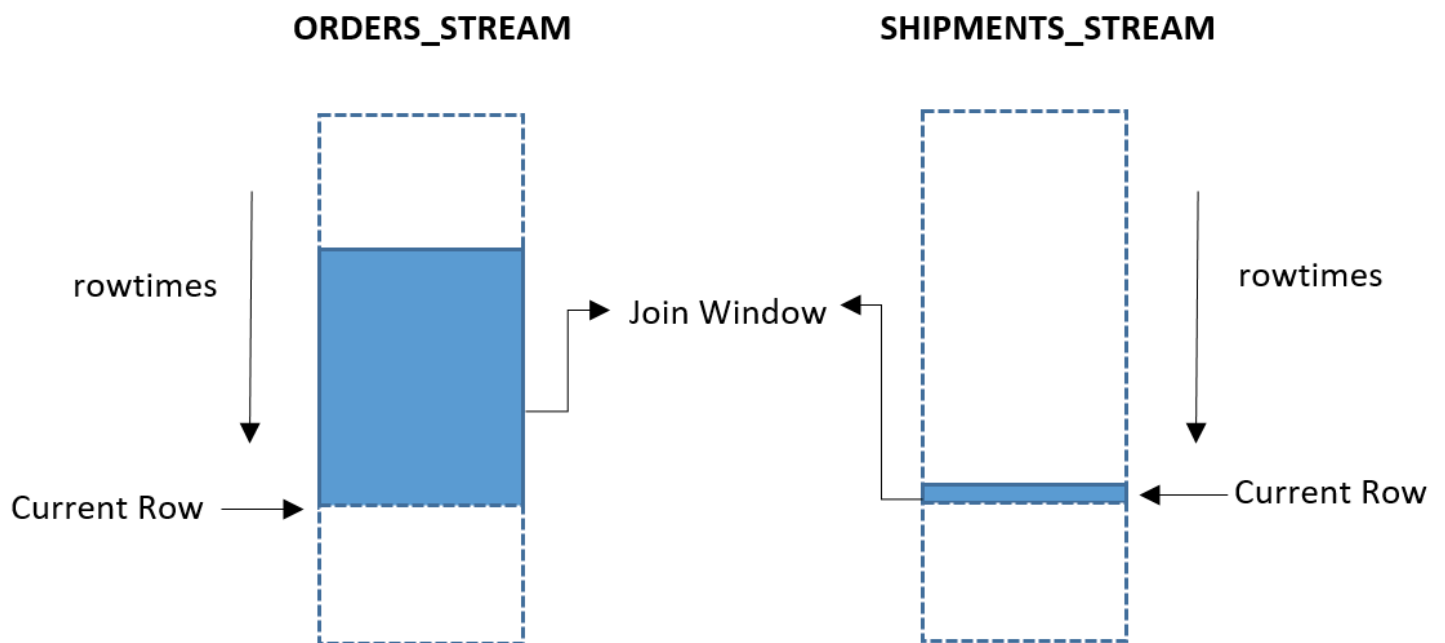 ORDERS_STREAM
SHIPMENTS_STREAM
rowtimes
Join Window
rowtimes
Current Row
Current Row